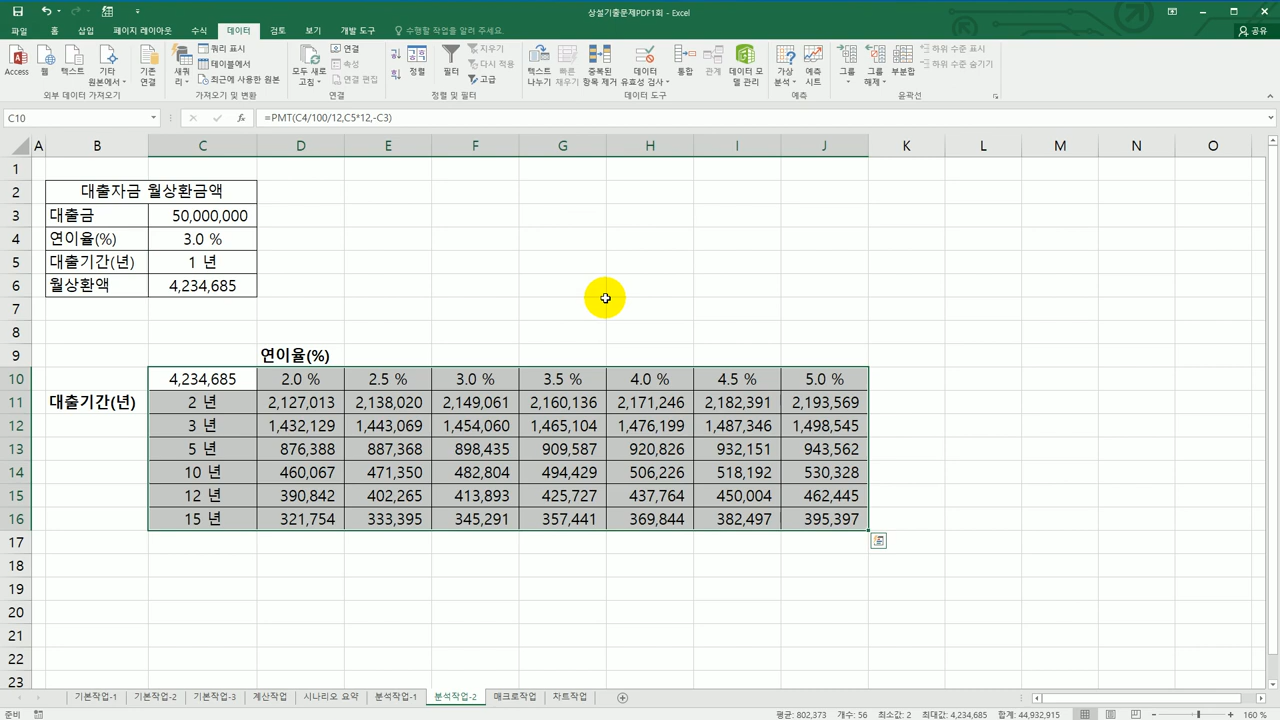 상설기출문제PDF1회 - Excel
파일 홈 삽입 페이지 레이아웃 수식 데이터 검토 보기 개발 도구 수행할 작업을 알려 주세요. 공유
Access 웹 텍스트 기타 원본에서 기존 연결 새쿼리 쿼리 표시 테이블에서 최근에 사용한 원본 모두 새로 고침 연결 속성 연결 편집 정렬 필터 지우기 다시 적용 고급 텍스트 나누기 빠른 채우기 중복된 항목 제거 데이터 유효성 검사 통합 관계 데이터 모델 관리 가상 분석 예측 시트 그룹 그룹 해제 부분합 하위 수준 표시 하위 수준 숨기기
외부 데이터 가져오기 가져오기 및 변환 연결 정렬 및 필터 데이터 도구 예측 윤곽선
C10 fx =PMT(C4/100/12,C5*12,-C3)
A B C D E F G H I J K L M N O
1
2 대출자금 월상환금액
3 대출금 50,000,000
4 연이율(%) 3.0 %
5 대출기간(년) 1 년
6 월상환액 4,234,685
7
8
9 연이율(%)
10 4,234,685 2.0 % 2.5 % 3.0 % 3.5 % 4.0 % 4.5 % 5.0 %
11 대출기간(년) 2 년 2,127,013 2,138,020 2,149,061 2,160,136 2,171,246 2,182,391 2,193,569
12 3 년 1,432,129 1,443,069 1,454,060 1,465,104 1,476,199 1,487,346 1,498,545
13 5 년 876,388 887,368 898,435 909,587 920,826 932,151 943,562
14 10 년 460,067 471,350 482,804 494,429 506,226 518,192 530,328
15 12 년 390,842 402,265 413,893 425,727 437,764 450,004 462,445
16 15 년 321,754 333,395 345,291 357,441 369,844 382,497 395,397
17
18
19
20
21
22
23
기본작업-1 기본작업-2 기본작업-3 계산작업 시나리오 요약 분석작업-1 분석작업-2 매크로작업 차트작업
준비 평균: 802,373 개수: 56 최소값: 2 최대값: 4,234,685 합계: 44,932,915 160 %